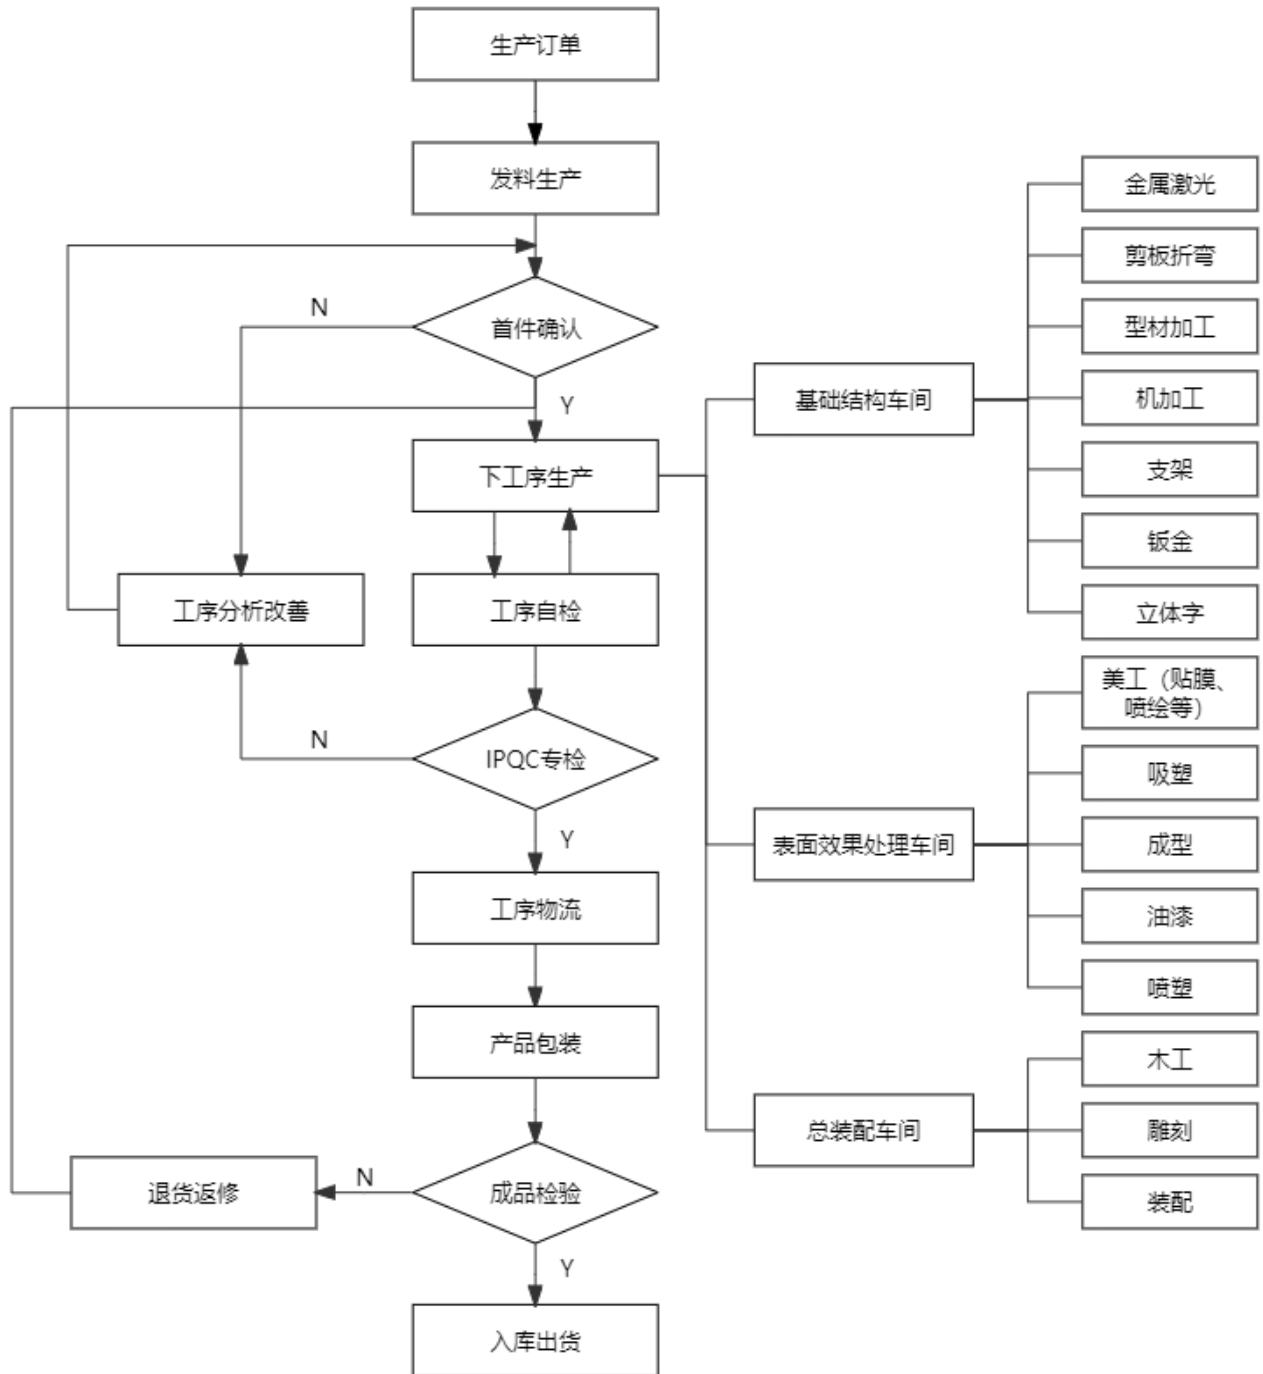 生产订单
发料生产
首件确认
N
Y
下工序生产
工序分析改善
工序自检
N
IPQC专检
Y
工序物流
产品包装
退货返修
N
成品检验
Y
入库出货
基础结构车间
金属激光
剪板折弯
型材加工
机加工
支架
钣金
立体字
表面效果处理车间
美工（贴膜、
喷绘等）
吸塑
成型
油漆
喷塑
总装配车间
木工
雕刻
装配